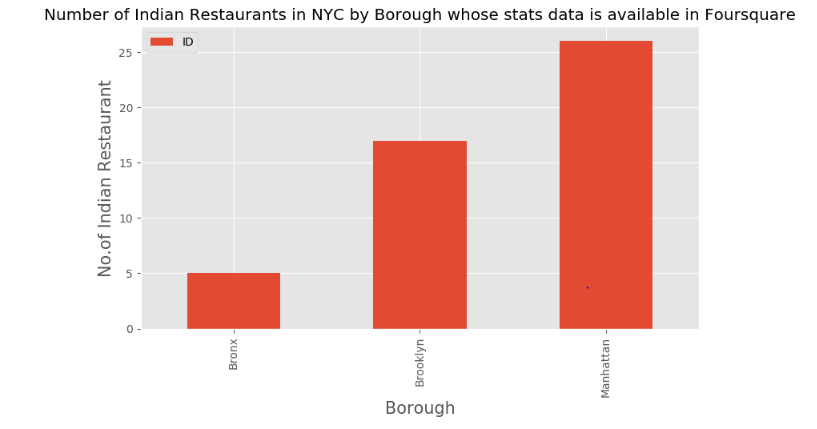 Number of Indian Restaurants in NYC by Borough whose stats data is available in Foursquare
ID
25
20
15
10
5
0
No.of Indian Restaurant
Bronx
Brooklyn
Manhattan
Borough